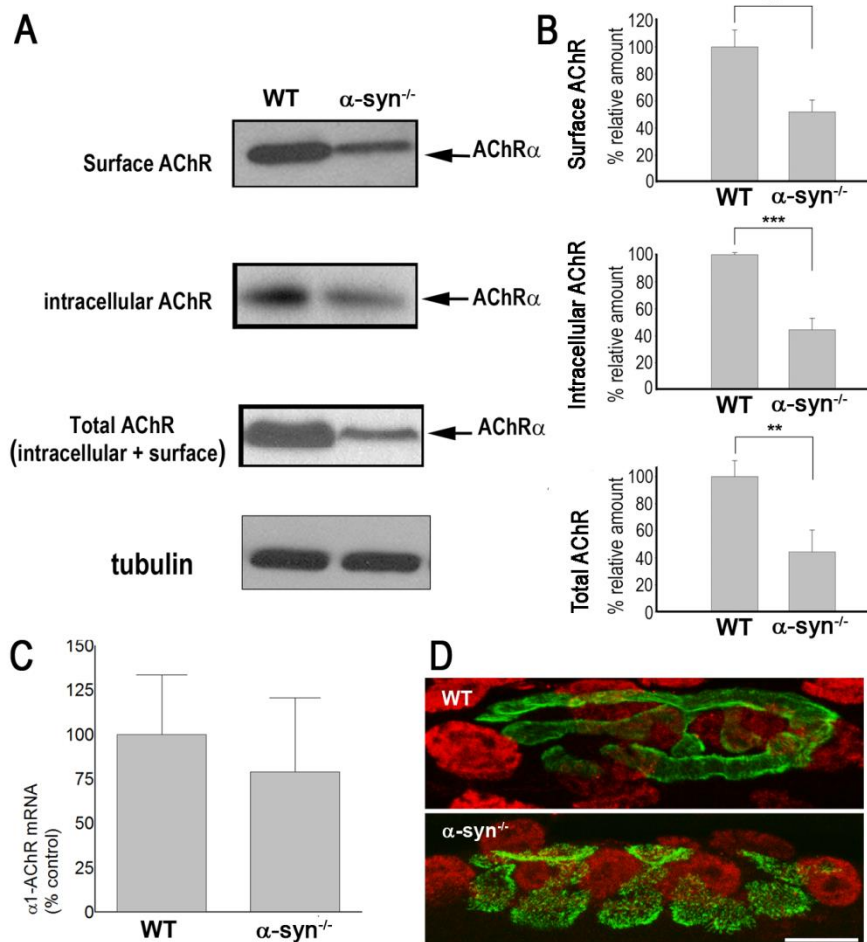 A
WT α-syn-/-
Surface AChR
AChRα
intracellular AChR
AChRα
Total AChR
(intracellular + surface)
AChRα
tubulin
B
Surface AChR
% relative amount
120
100
80
60
40
20
0
WT α-syn-/-
***
Intracellular AChR
% relative amount
100
80
60
40
20
0
WT α-syn-/-
**
Total AChR
% relative amount
100
80
60
40
20
0
WT α-syn-/-
C
α1-AChR mRNA
(% control)
150
125
100
75
50
25
0
WT α-syn-/-
D
WT
α-syn-/-